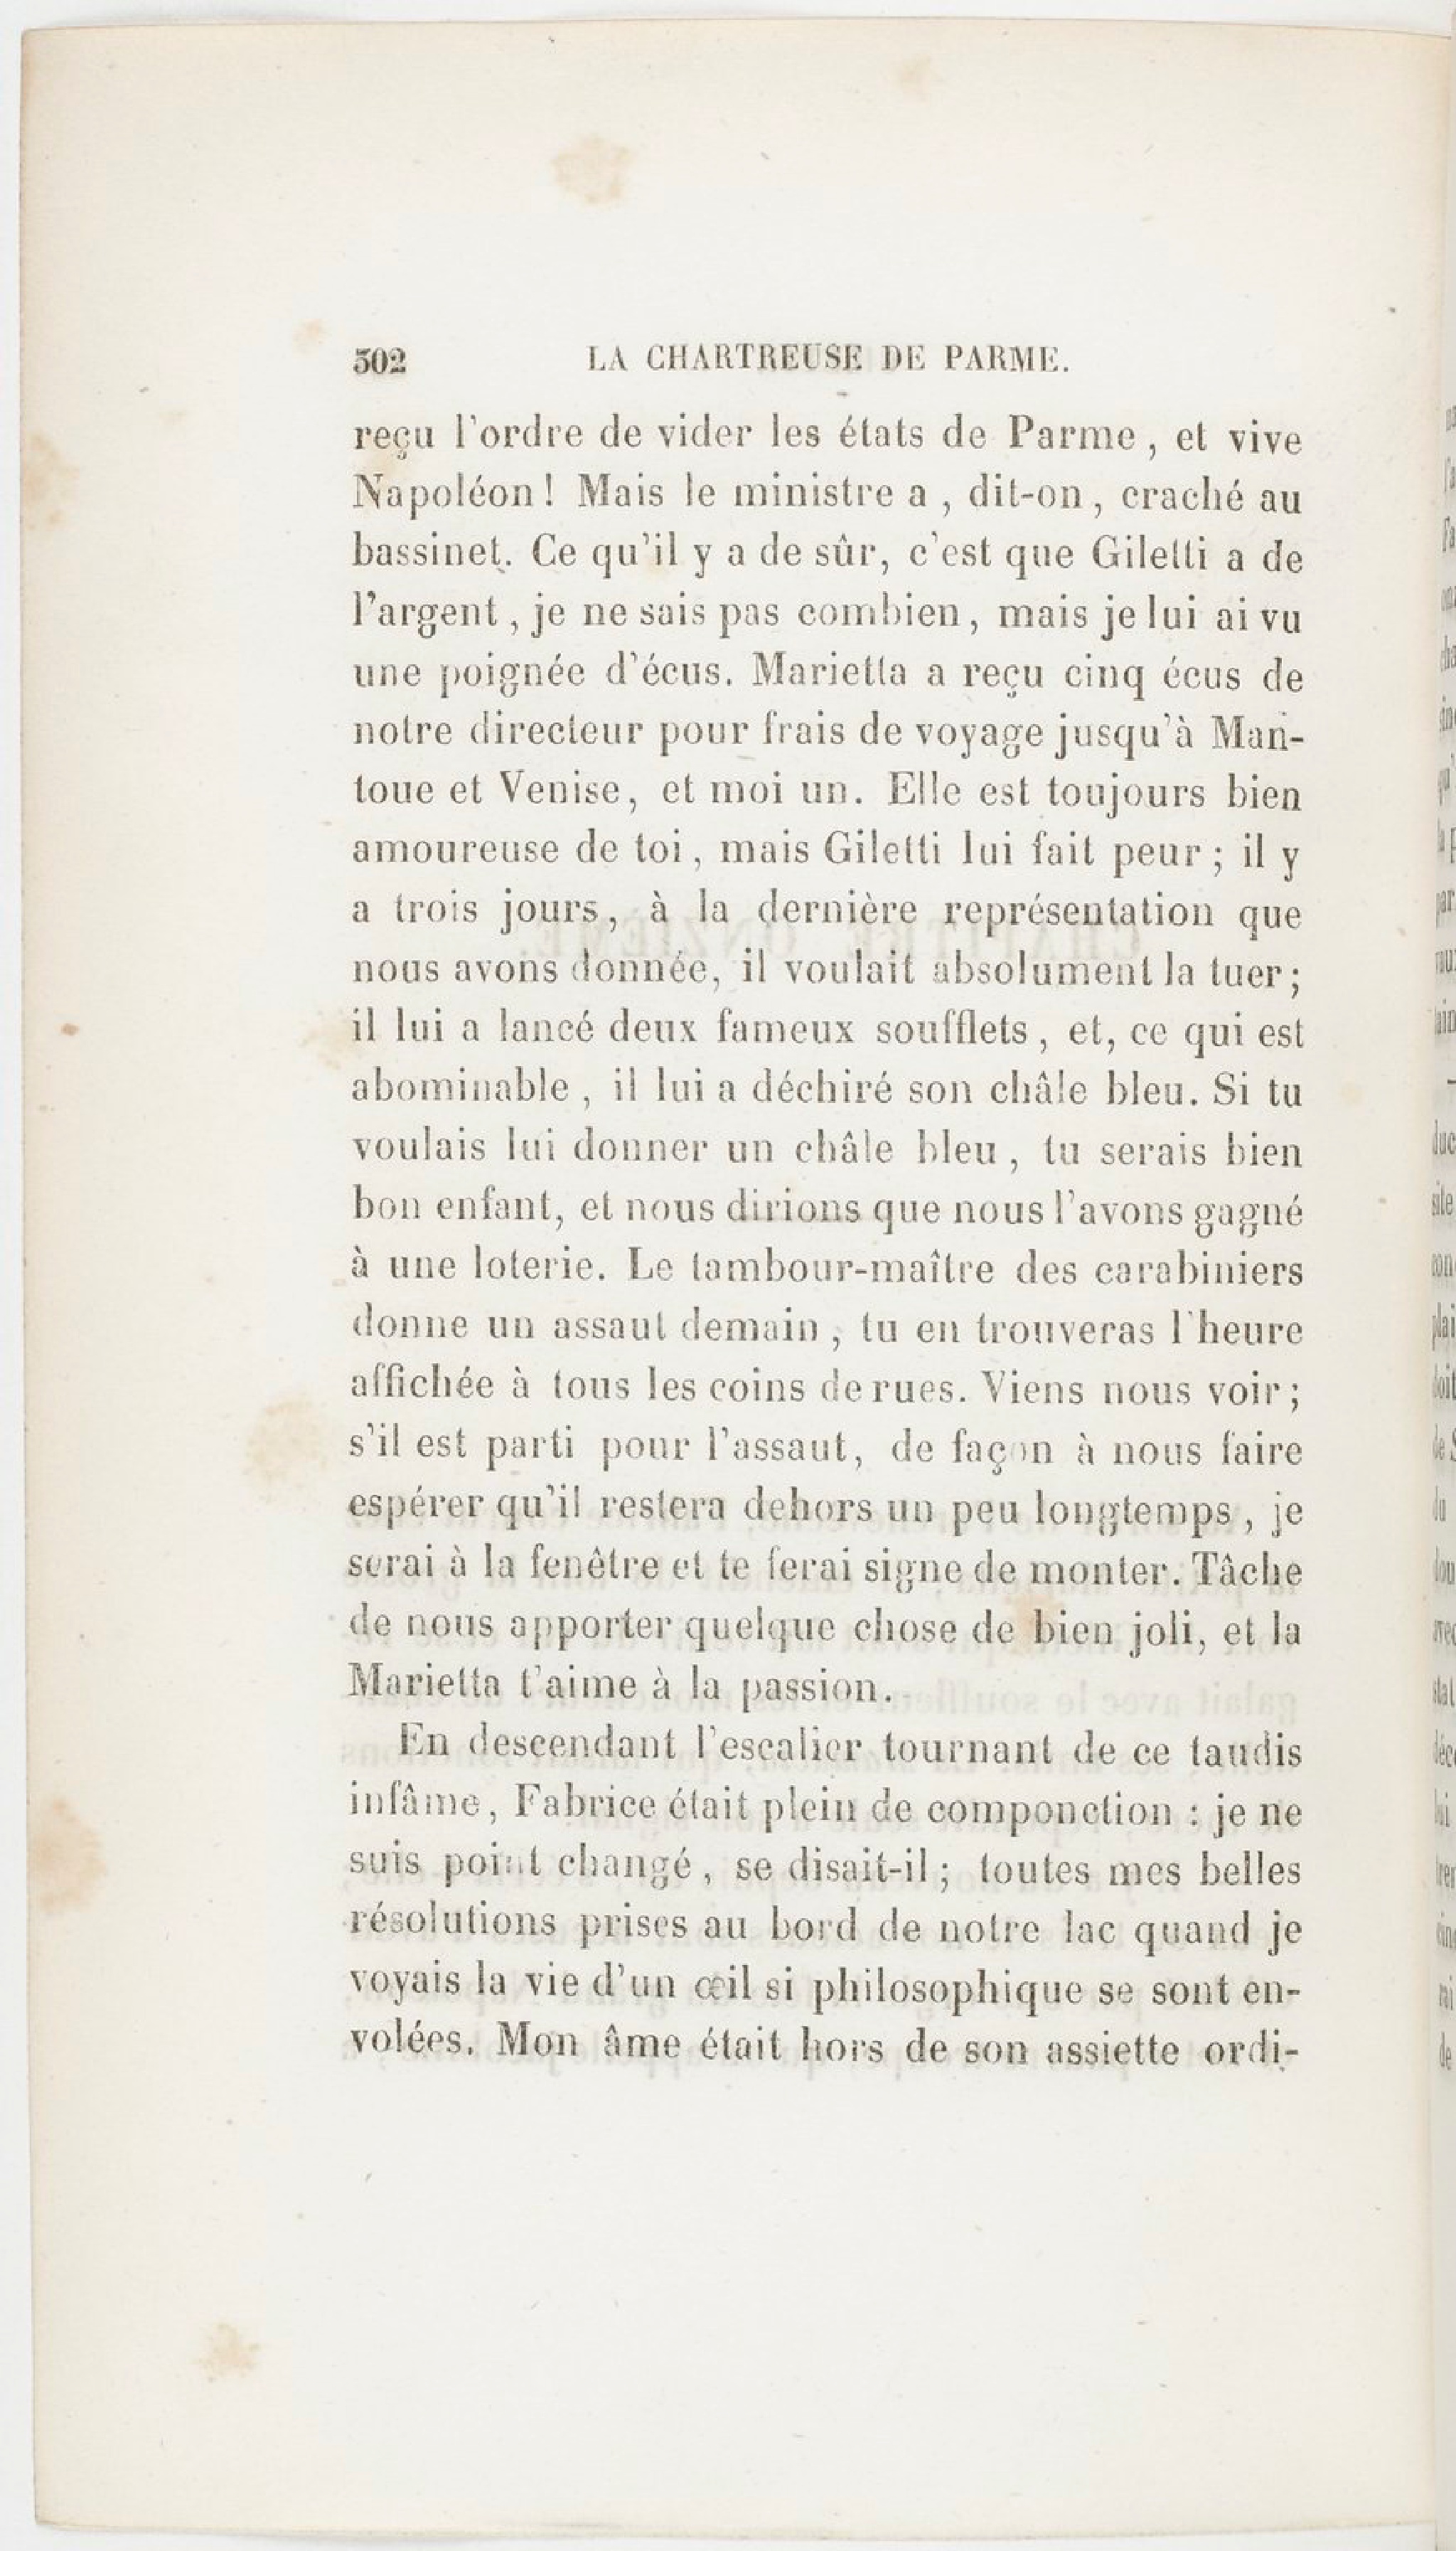 302 LA CHARTREUSE DE PARME.
reçu l'ordre de vider les états de Parme, et vive
Napoléon! Mais le ministre a, dit-on, craché au
bassinet. Ce qu'il y a de sûr, c'est que Giletti a de
l'argent, je ne sais pas combien, mais je lui ai vu
une poignée d'écus. Marietta a reçu cinq écus de
notre directeur pour frais de voyage jusqu'à Man-
toue et Venise, et moi un. Elle est toujours bien
amoureuse de toi, mais Giletti lui fait peur; il y
a trois jours, à la dernière représentation que
nous avons donnée, il voulait absolument la tuer;
il lui a lancé deux fameux soufflets, et, ce qui est
abominable, il lui a déchiré son châle bleu. Si tu
voulais lui donner un châle bleu, tu serais bien
bon enfant, et nous dirions que nous l'avons gagné
à une loterie. Le tambour-maître des carabiniers
donne un assaut demain, tu en trouveras l'heure
affichée à tous les coins de rues. Viens nous voir;
s'il est parti pour l'assaut, de façon à nous faire
espérer qu'il restera dehors un peu longtemps, je
serai à la fenêtre et te ferai signe de monter. Tâche
de nous apporter quelque chose de bien joli, et la
Marietta t'aime à la passion.
En descendant l'escalier tournant de ce taudis
infâme, Fabrice était plein de componction : je ne
suis point changé, se disait-il; toutes mes belles
résolutions prises au bord de notre lac quand je
voyais la vie d'un œil si philosophique se sont en-
volées. Mon âme était hors de son assiette ordi-